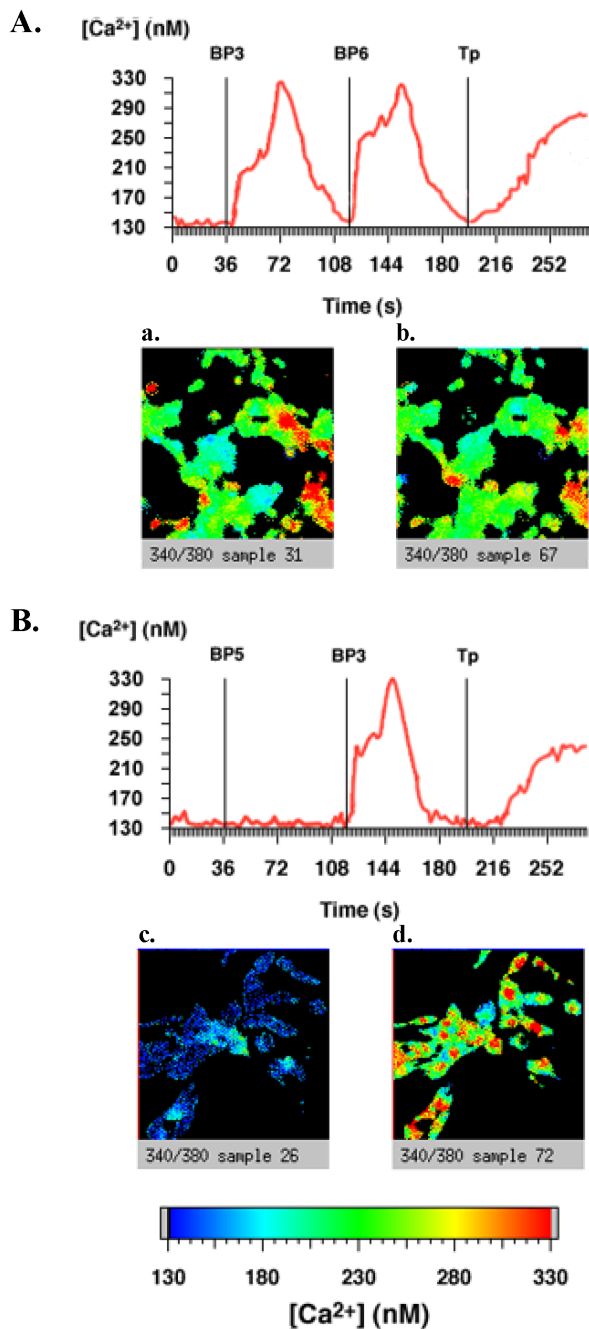 A.
[Ca²⁺] (nM)
BP3 BP6 Tp
330
290
250
210
170
130
0 36 72 108 144 180 216 252
Time (s)
a. b.
340/380 sample 31 340/380 sample 67
B.
[Ca²⁺] (nM)
BP5 BP3 Tp
330
290
250
210
170
130
0 36 72 108 144 180 216 252
Time (s)
c. d.
340/380 sample 26 340/380 sample 72
130 180 230 280 330
[Ca²⁺] (nM)